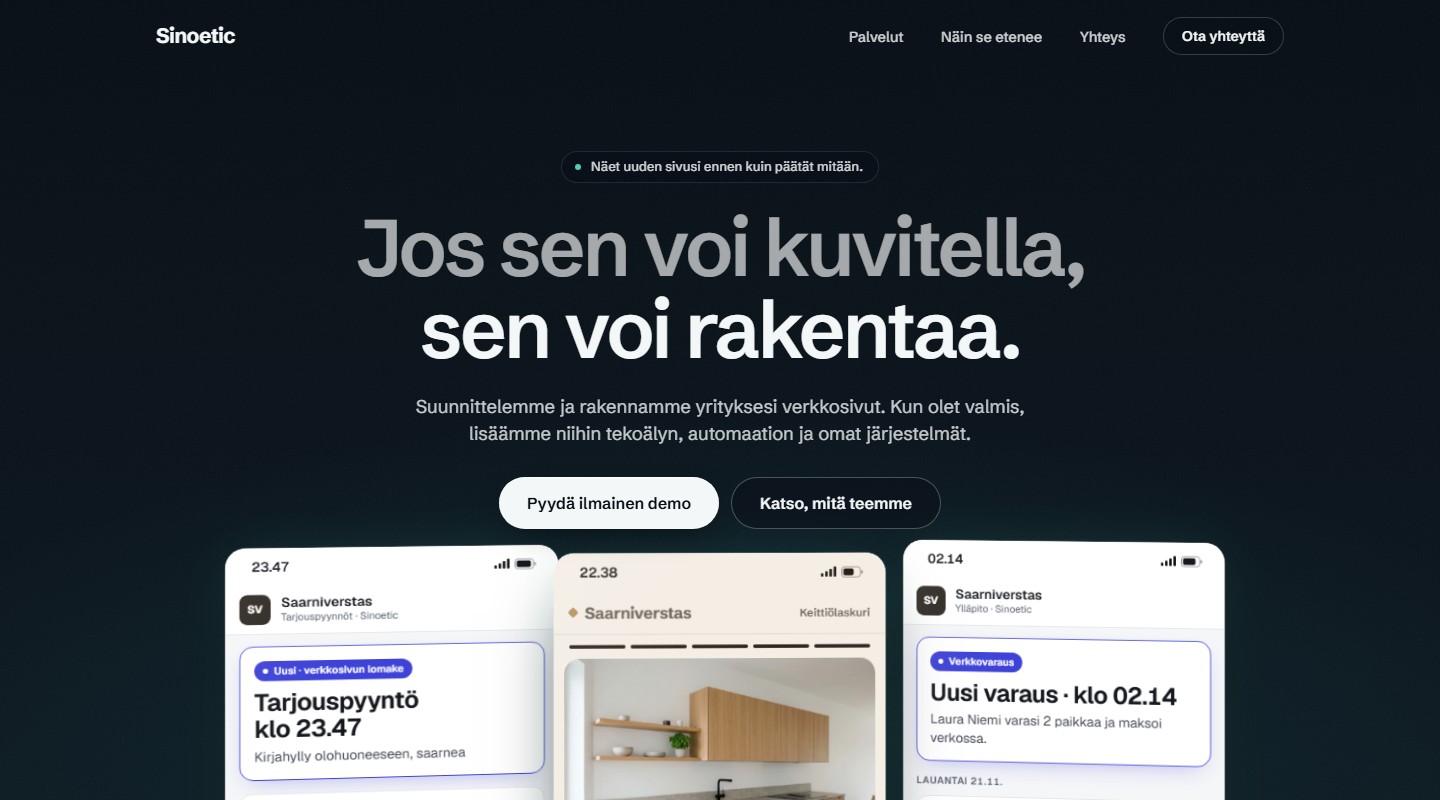 Sinoetic
Palvelut
Näin se etenee
Yhteys
Ota yhteyttä
Näet uuden sivusi ennen kuin päätät mitään.
Jos sen voi kuvitella,
sen voi rakentaa.
Suunnittelemme ja rakennamme yrityksesi verkkosivut. Kun olet valmis,
lisäämme niihin tekoälyn, automaation ja omat järjestelmät.
Pyydä ilmainen demo
Katso, mitä teemme
23.47
SV
Saarniverstas
Tarjouspyynnöt · Sinoetic
Uusi · verkkosivun lomake
Tarjouspyyntö
klo 23.47
Kirjahylly olohuoneeseen, saarnea
22.38
Saarniverstas
Keittiölaskuri
02.14
SV
Saarniverstas
Ylläpito · Sinoetic
Verkkovaraus
Uusi varaus · klo 02.14
Laura Niemi varasi 2 paikkaa ja maksoi
verkossa.
LAUANTAI 21.11.